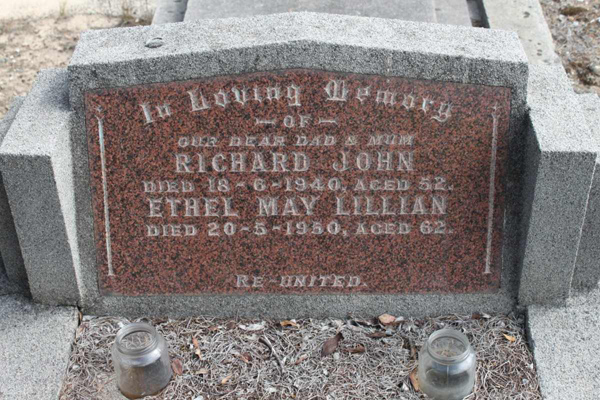 In Loving Memory
— OF —
OUR DEAR DAD & MUM
RICHARD JOHN
DIED 18-6-1940, AGED 52.
ETHEL MAY LILLIAN
DIED 20-5-1950, AGED 62.
RE-UNITED.